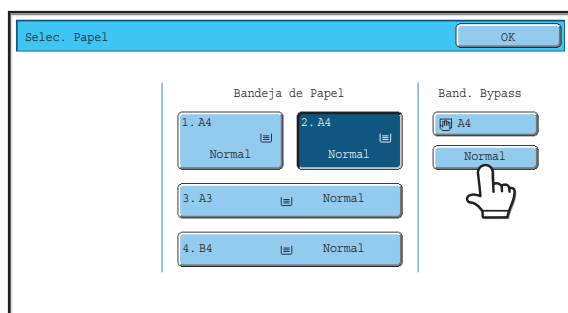 Selec. Papel
OK
Bandeja de Papel
Band. Bypass
1. A4
Normal
2. A4
Normal
A4
Normal
3. A3 Normal
4. B4 Normal